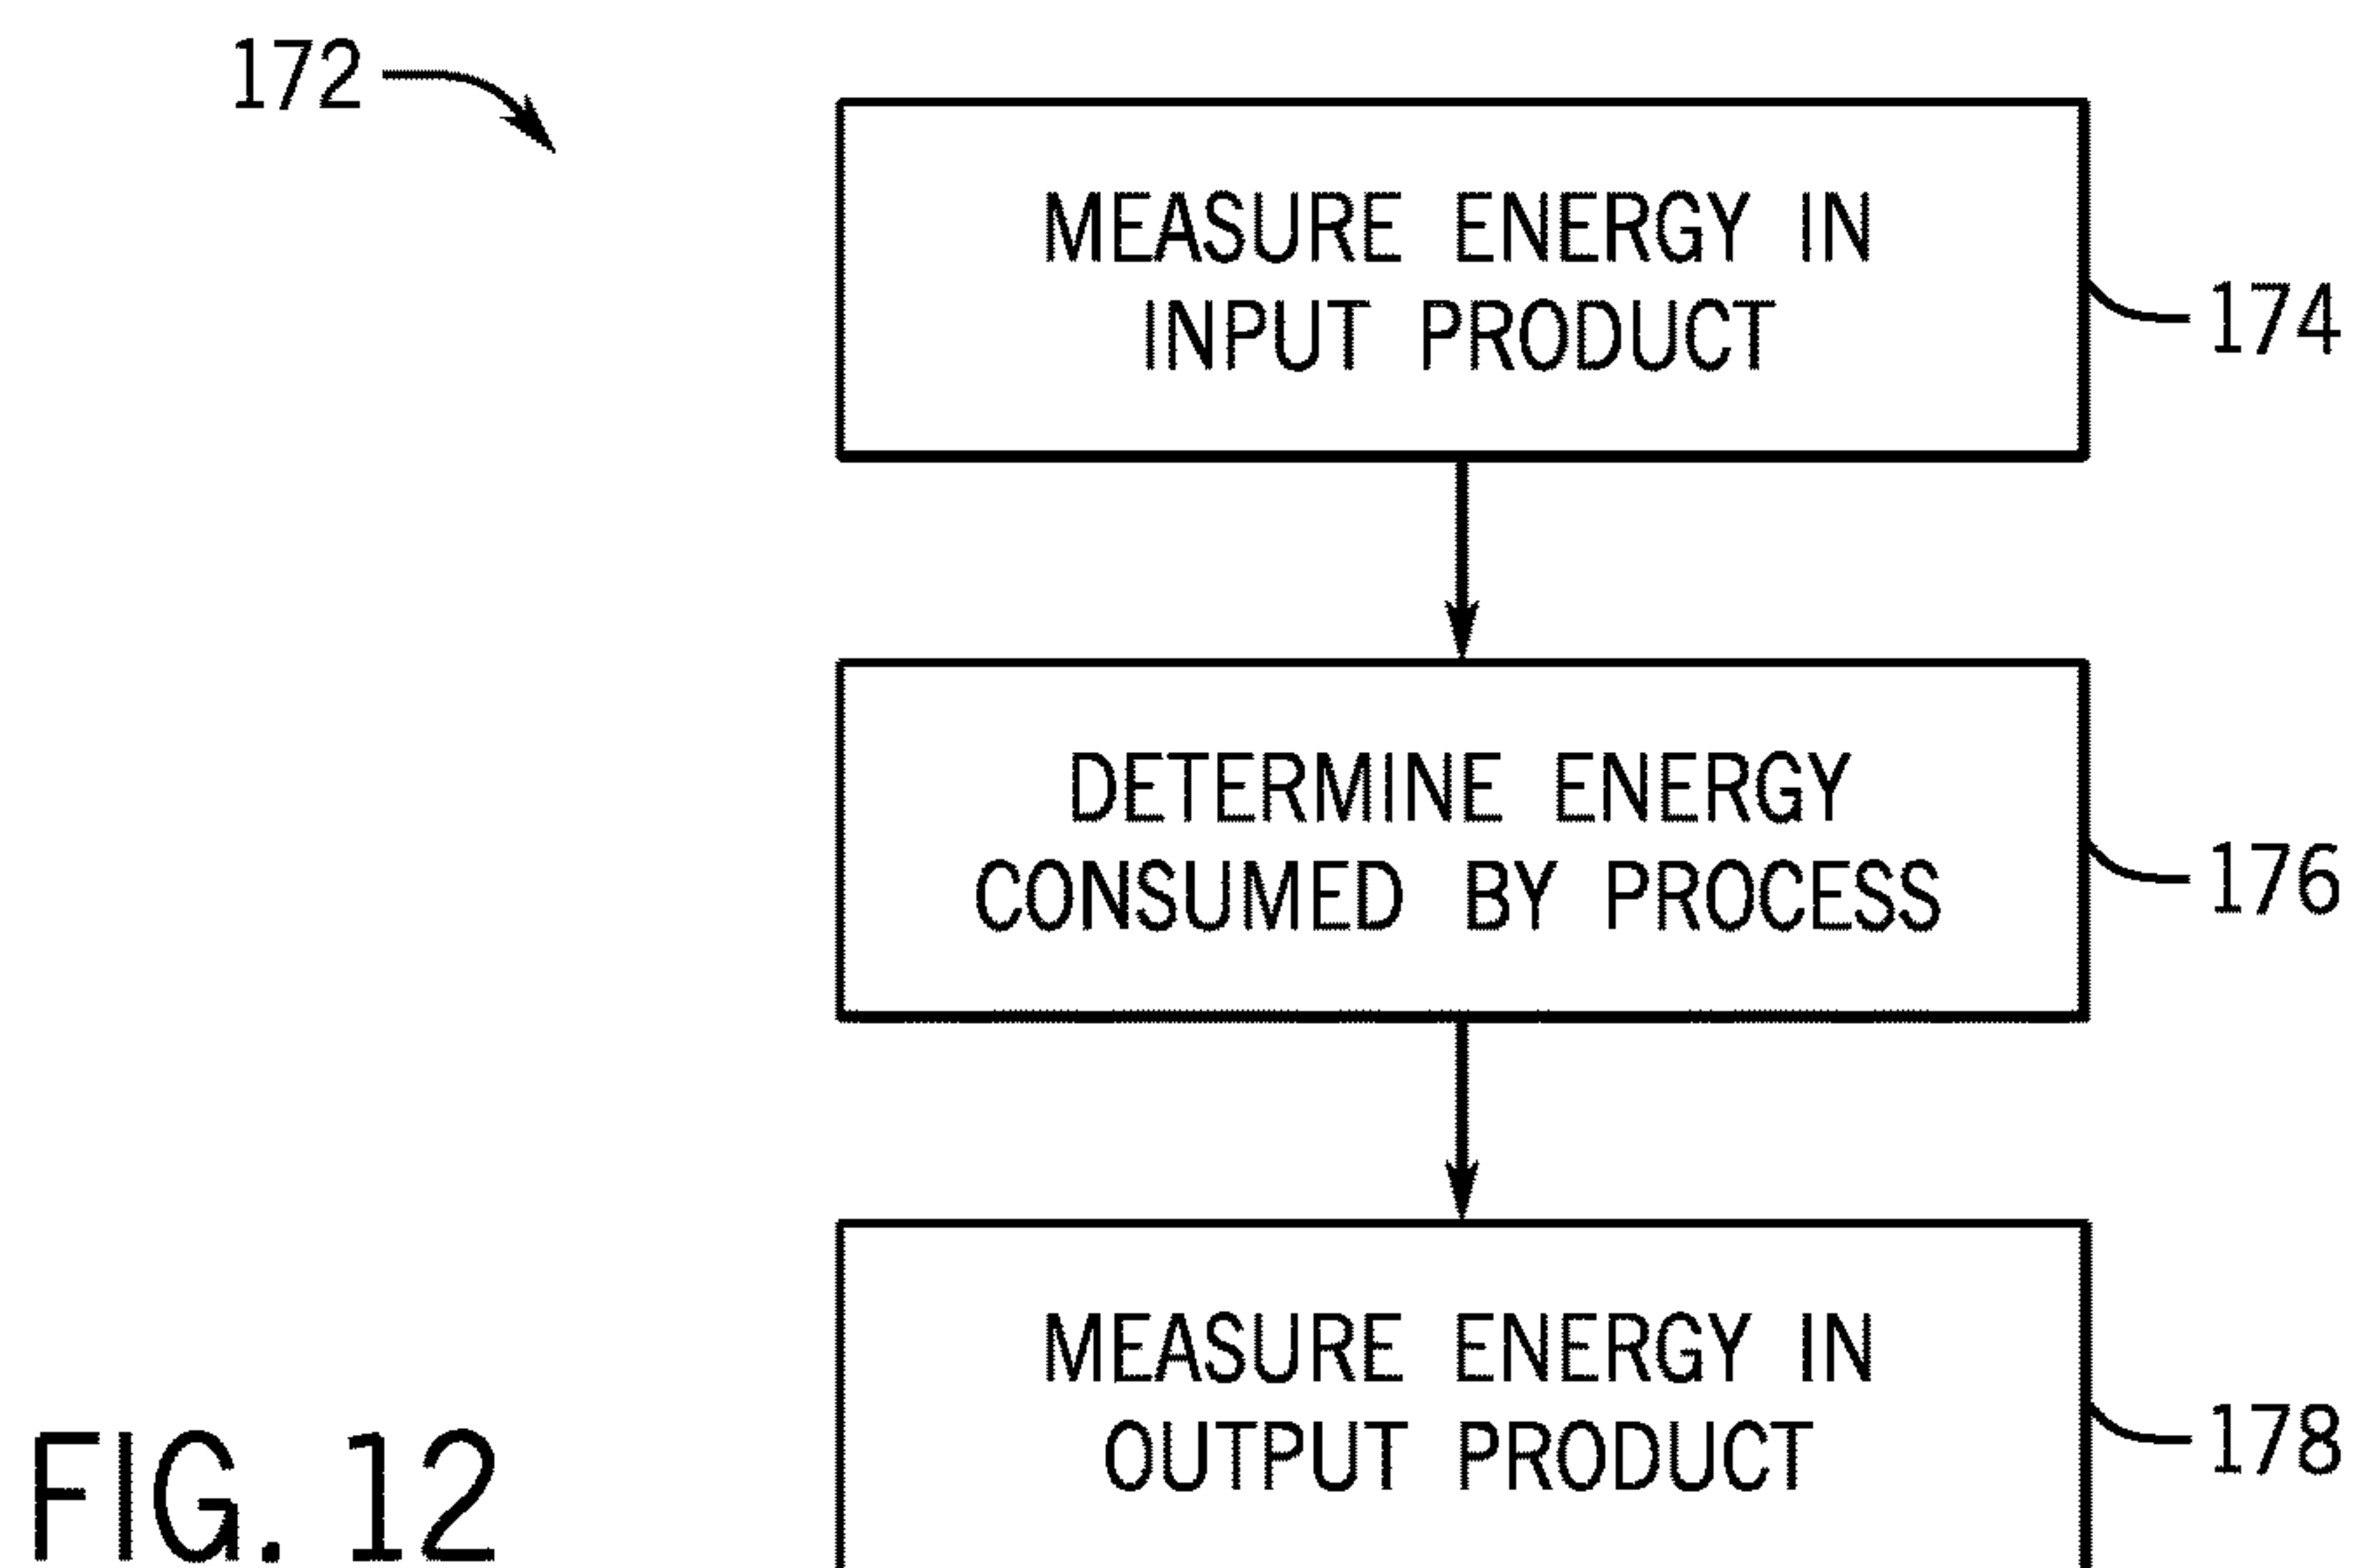 172
MEASURE ENERGY IN
INPUT PRODUCT
174
DETERMINE ENERGY
CONSUMED BY PROCESS
176
MEASURE ENERGY IN
OUTPUT PRODUCT
178
FIG. 12